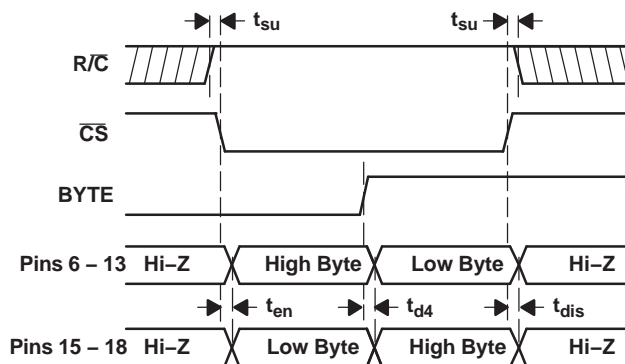 tsu tsu
R/C̅
C̅S̅
BYTE
Pins 6 – 13 Hi–Z High Byte Low Byte Hi–Z
ten td4 tdis
Pins 15 – 18 Hi–Z Low Byte High Byte Hi–Z